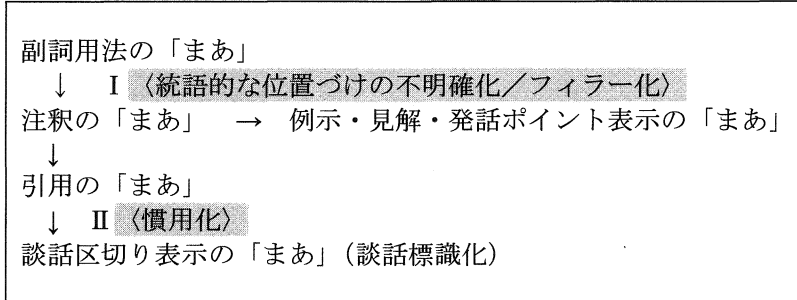 副詞用法の「まあ」
↓ Ⅰ〈統語的な位置づけの不明確化／フィラー化〉
注釈の「まあ」 → 例示・見解・発話ポイント表示の「まあ」
↓
引用の「まあ」
↓ Ⅱ〈慣用化〉
談話区切り表示の「まあ」（談話標識化）